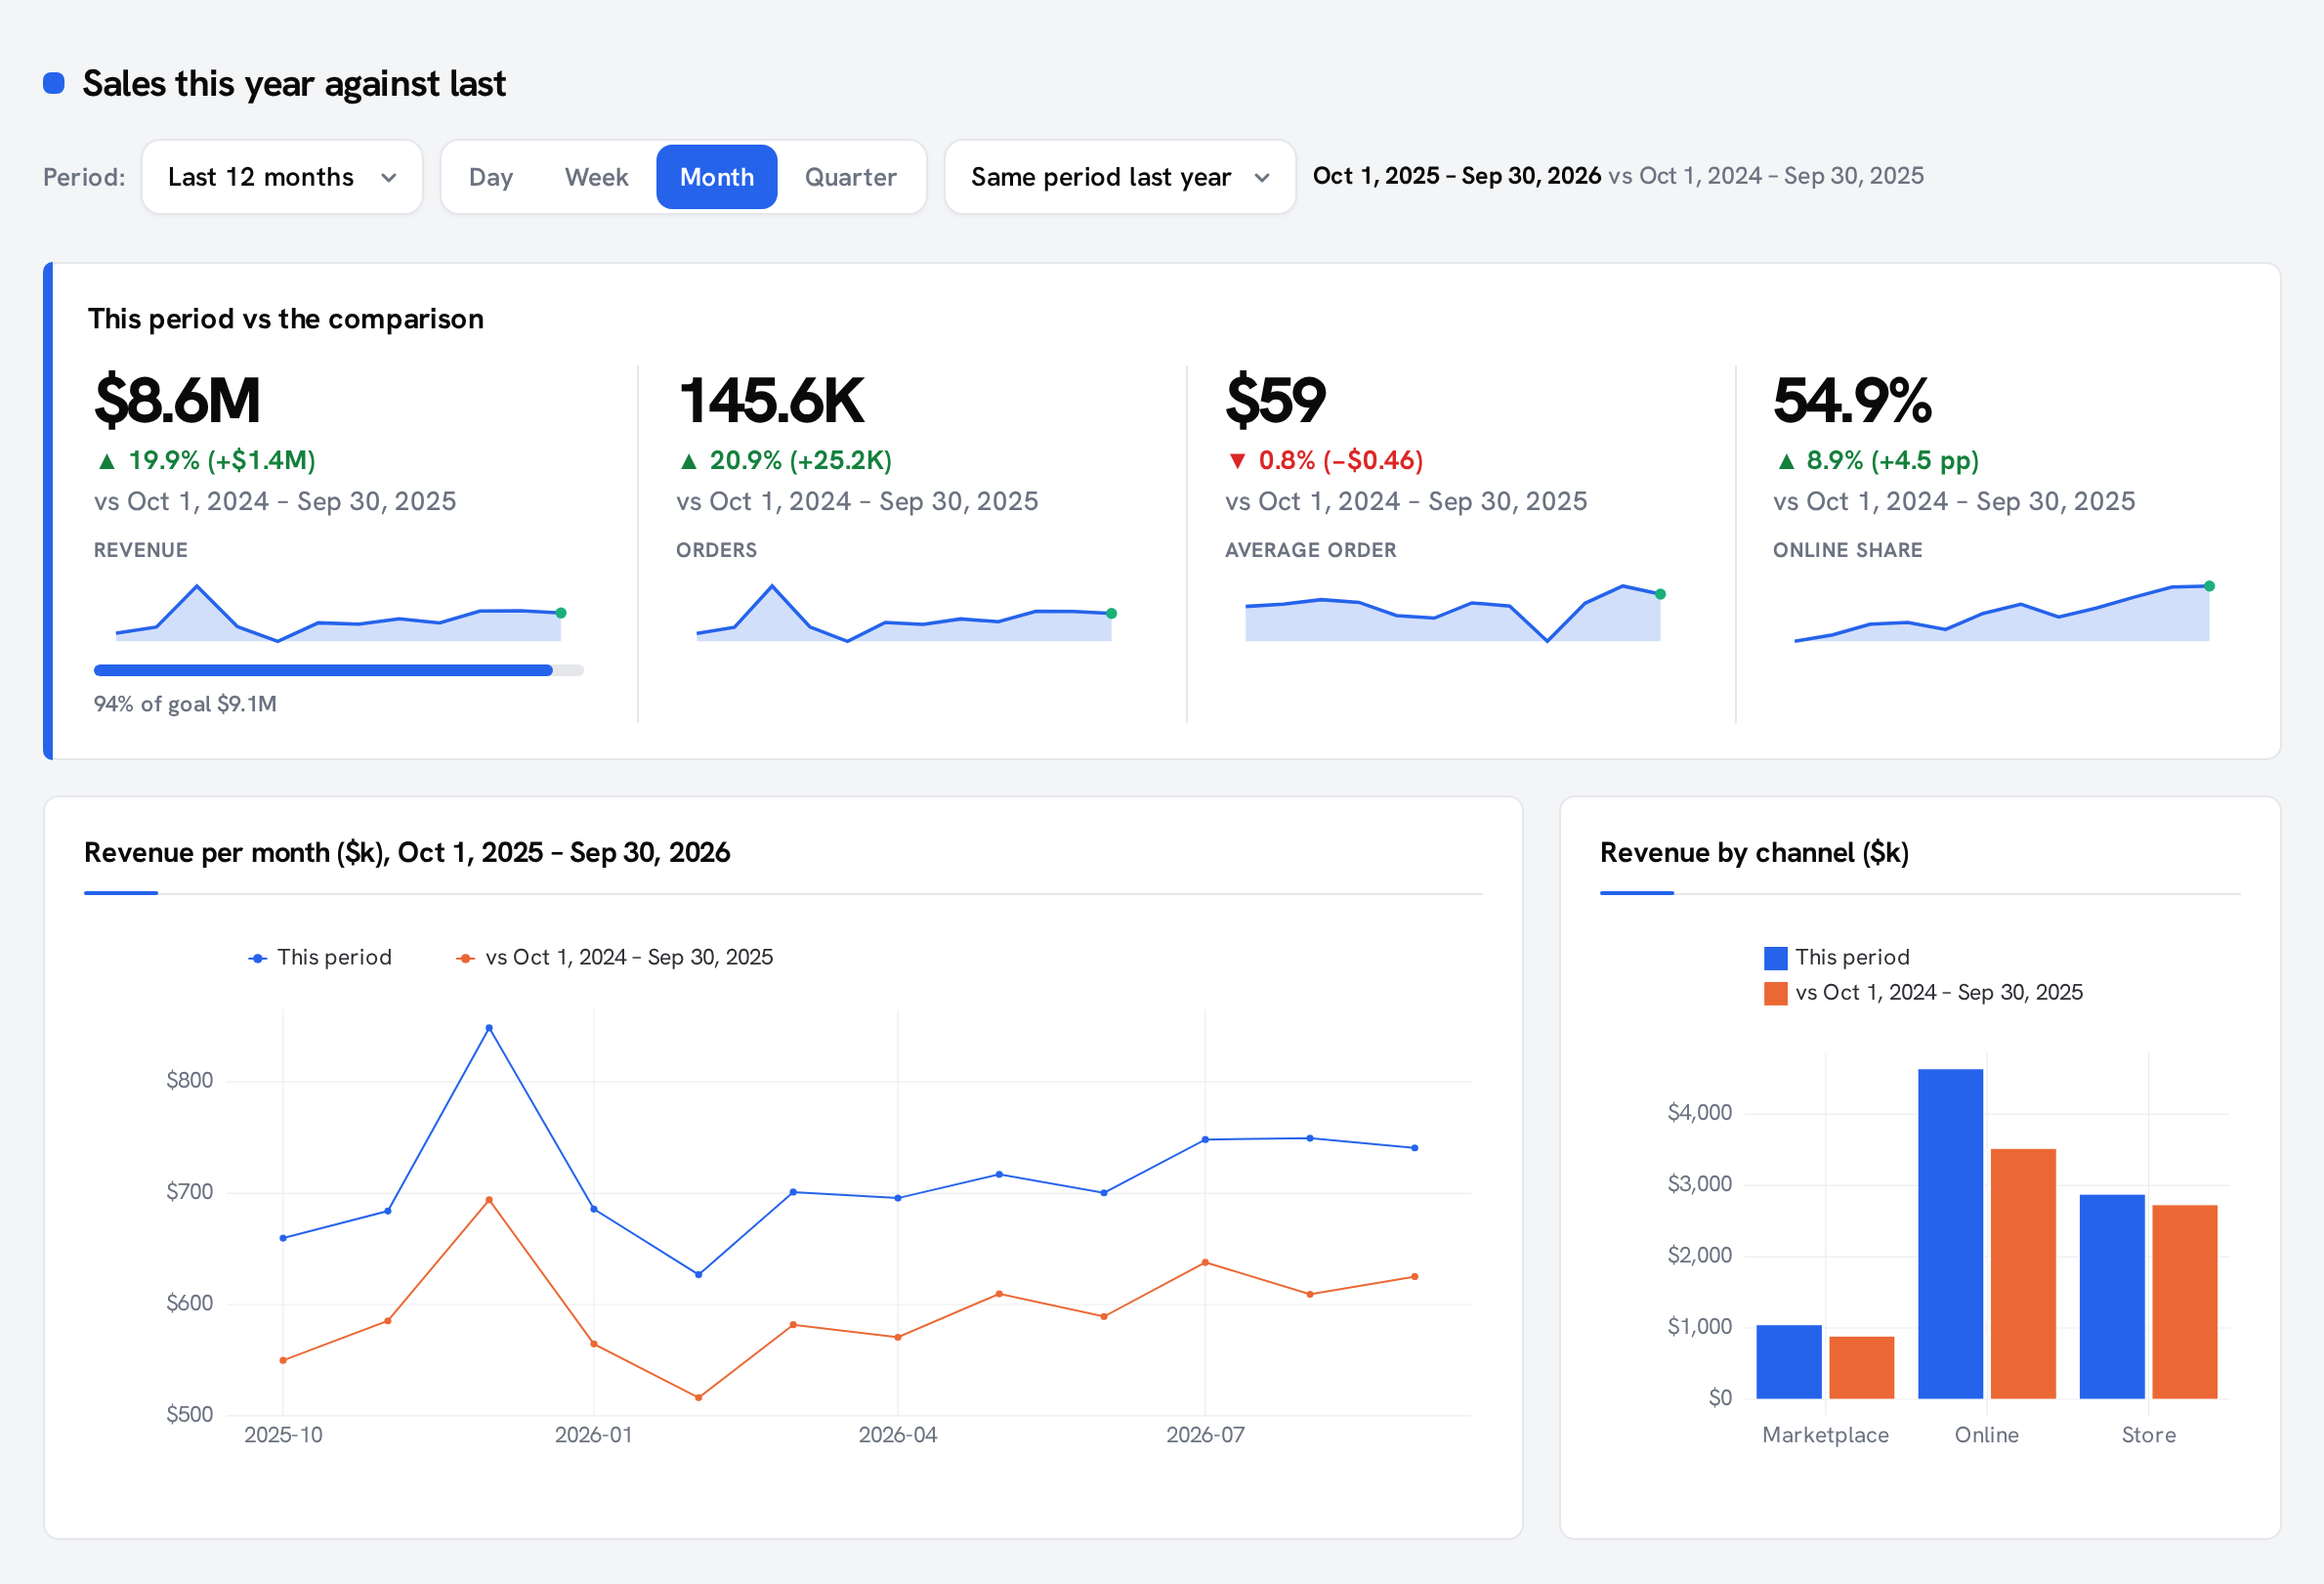 Sales this year against last
Period: Last 12 months Day Week Month Quarter Same period last year Oct 1, 2025 – Sep 30, 2026 vs Oct 1, 2024 – Sep 30, 2025
This period vs the comparison
$8.6M
▲ 19.9% (+$1.4M)
vs Oct 1, 2024 – Sep 30, 2025
REVENUE
94% of goal $9.1M
145.6K
▲ 20.9% (+25.2K)
vs Oct 1, 2024 – Sep 30, 2025
ORDERS
$59
▼ 0.8% (–$0.46)
vs Oct 1, 2024 – Sep 30, 2025
AVERAGE ORDER
54.9%
▲ 8.9% (+4.5 pp)
vs Oct 1, 2024 – Sep 30, 2025
ONLINE SHARE
Revenue per month ($k), Oct 1, 2025 – Sep 30, 2026
This period vs Oct 1, 2024 – Sep 30, 2025
$800
$700
$600
$500
2025-10 2026-01 2026-04 2026-07
Revenue by channel ($k)
This period
vs Oct 1, 2024 – Sep 30, 2025
$4,000
$3,000
$2,000
$1,000
$0
Marketplace Online Store